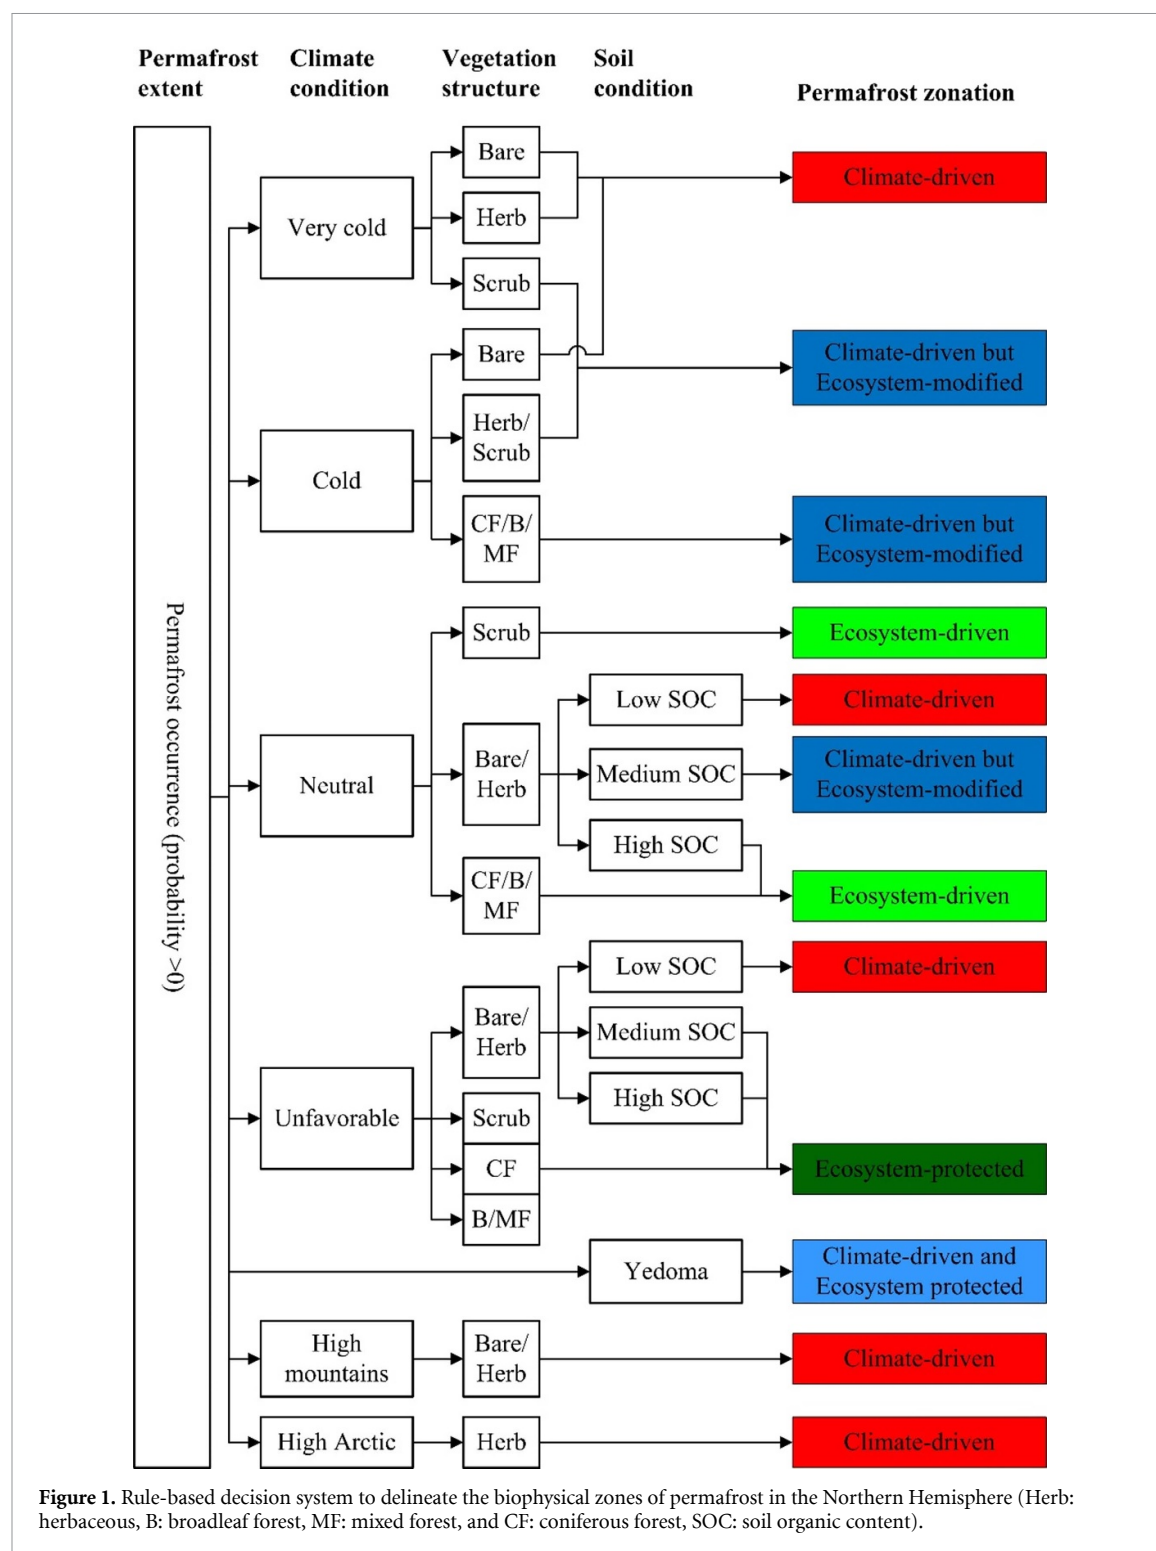 Permafrost extent
Climate condition
Vegetation structure
Soil condition
Permafrost zonation
Permafrost occurrence (probability >0)
Very cold
Bare
Herb
Scrub
Climate-driven
Cold
Bare
Herb/
Scrub
CF/B/
MF
Climate-driven but
Ecosystem-modified
Climate-driven but
Ecosystem-modified
Neutral
Scrub
Ecosystem-driven
Bare/
Herb
Low SOC
Climate-driven
Medium SOC
Climate-driven but
Ecosystem-modified
High SOC
CF/B/
MF
Ecosystem-driven
Unfavorable
Bare/
Herb
Low SOC
Climate-driven
Medium SOC
High SOC
Scrub
CF
B/MF
Ecosystem-protected
Yedoma
Climate-driven and
Ecosystem protected
High
mountains
Bare/
Herb
Climate-driven
High Arctic
Herb
Climate-driven
Figure 1. Rule-based decision system to delineate the biophysical zones of permafrost in the Northern Hemisphere (Herb:
herbaceous, B: broadleaf forest, MF: mixed forest, and CF: coniferous forest, SOC: soil organic content).